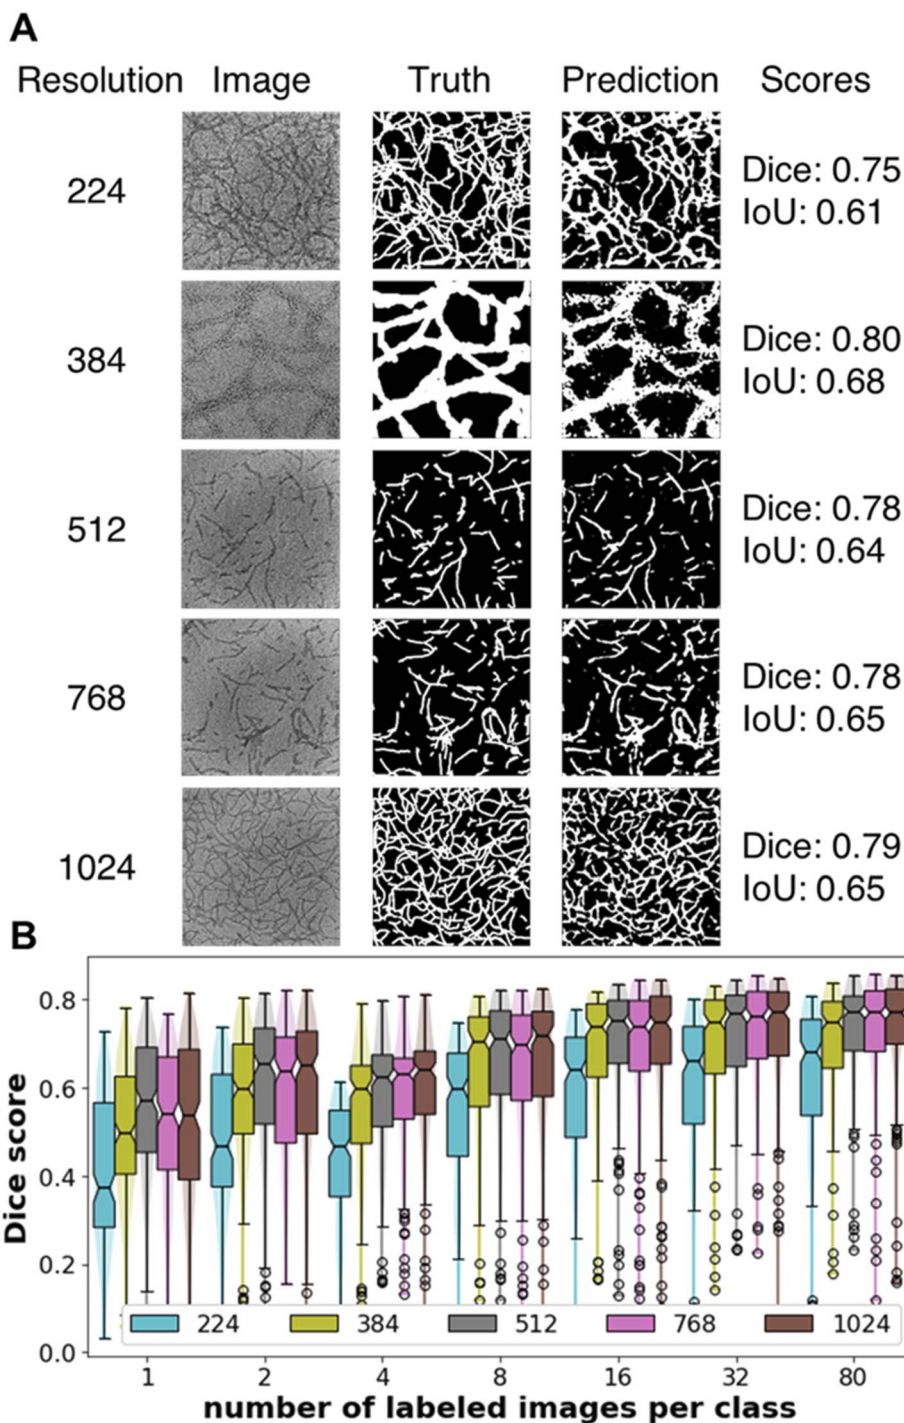 A
Resolution Image Truth Prediction Scores
224 Dice: 0.75
IoU: 0.61
384 Dice: 0.80
IoU: 0.68
512 Dice: 0.78
IoU: 0.64
768 Dice: 0.78
IoU: 0.65
1024 Dice: 0.79
IoU: 0.65
B
Dice score
0.8
0.6
0.4
0.2
0.0
224 384 512 768 1024
1 2 4 8 16 32 80
number of labeled images per class